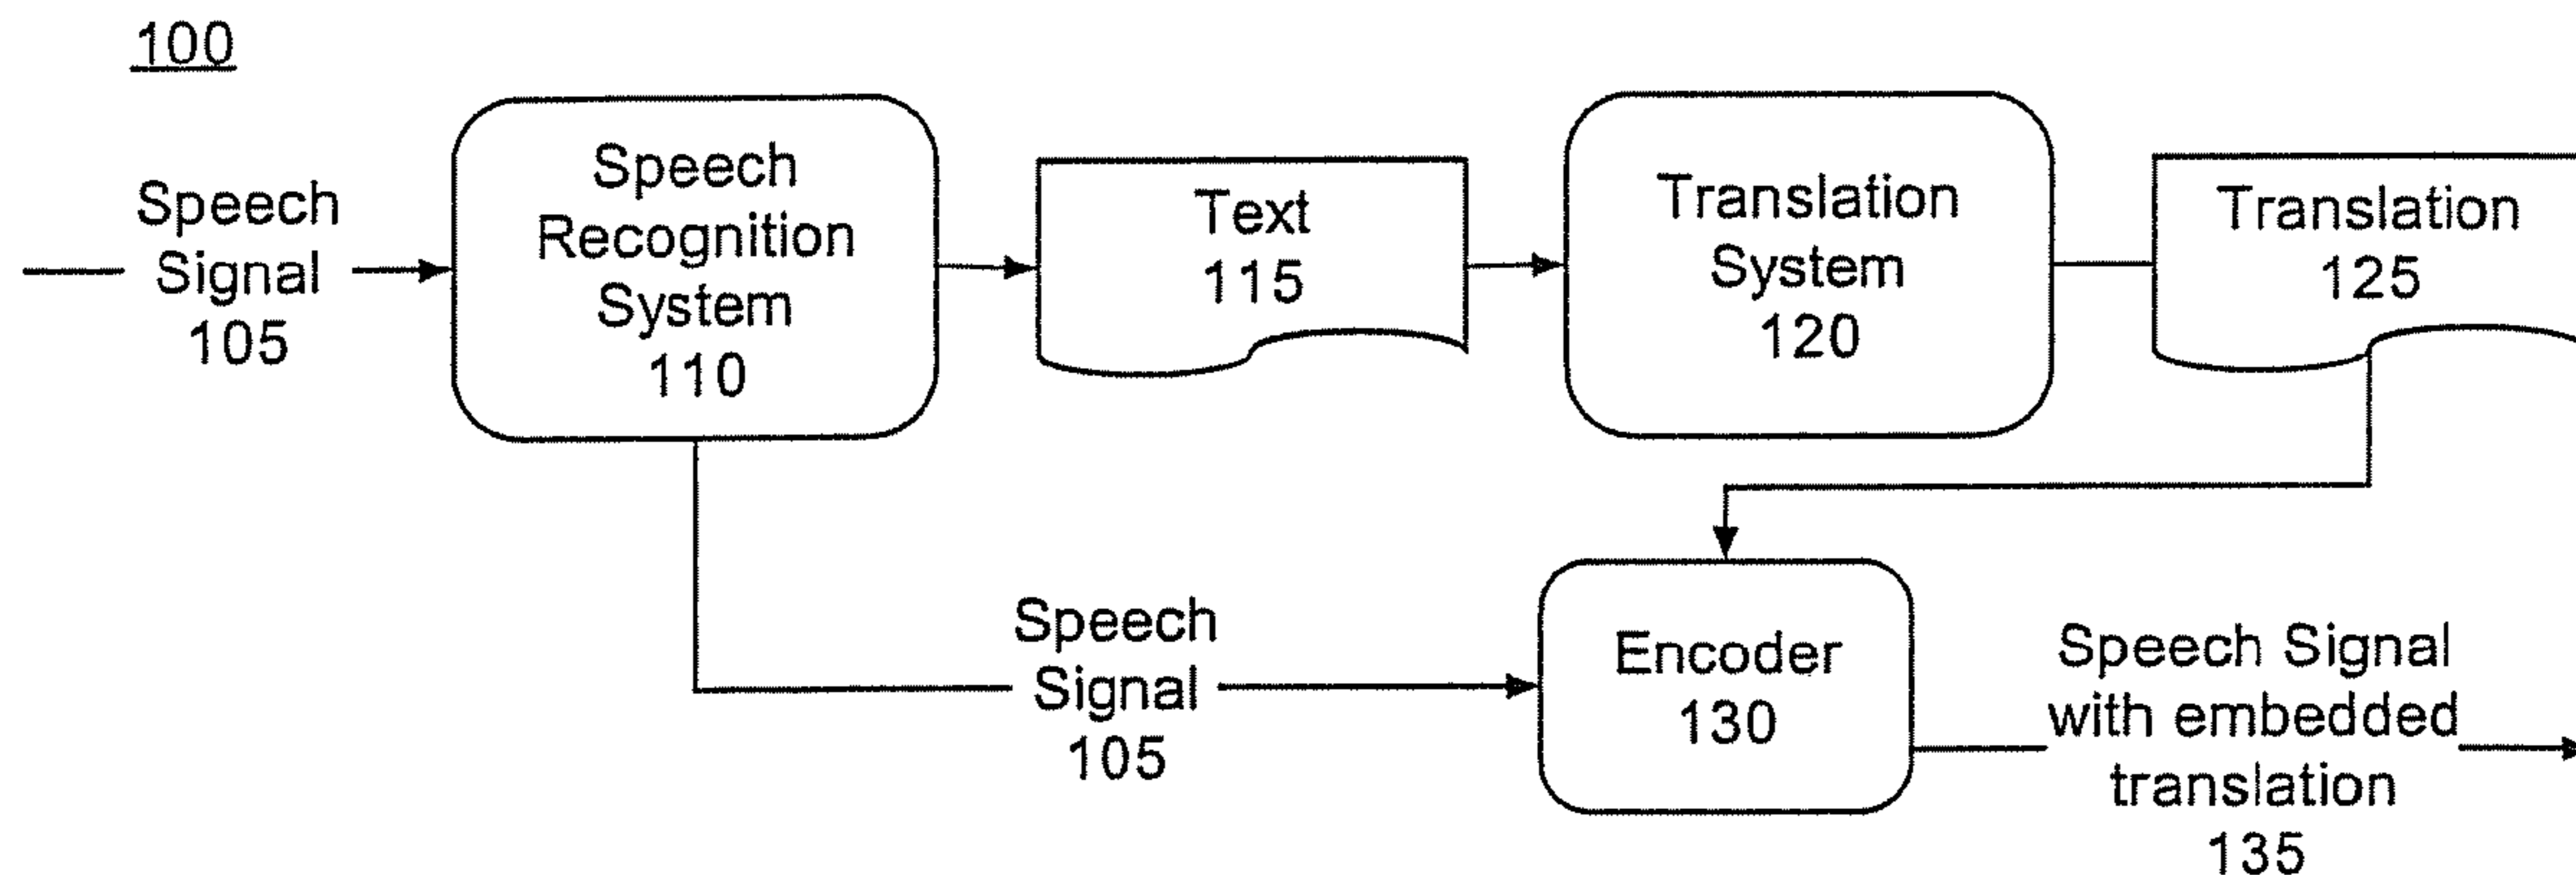 100
Speech
Signal
105
Speech
Recognition
System
110
Text
115
Translation
System
120
Translation
125
Speech
Signal
105
Encoder
130
Speech Signal
with embedded
translation
135